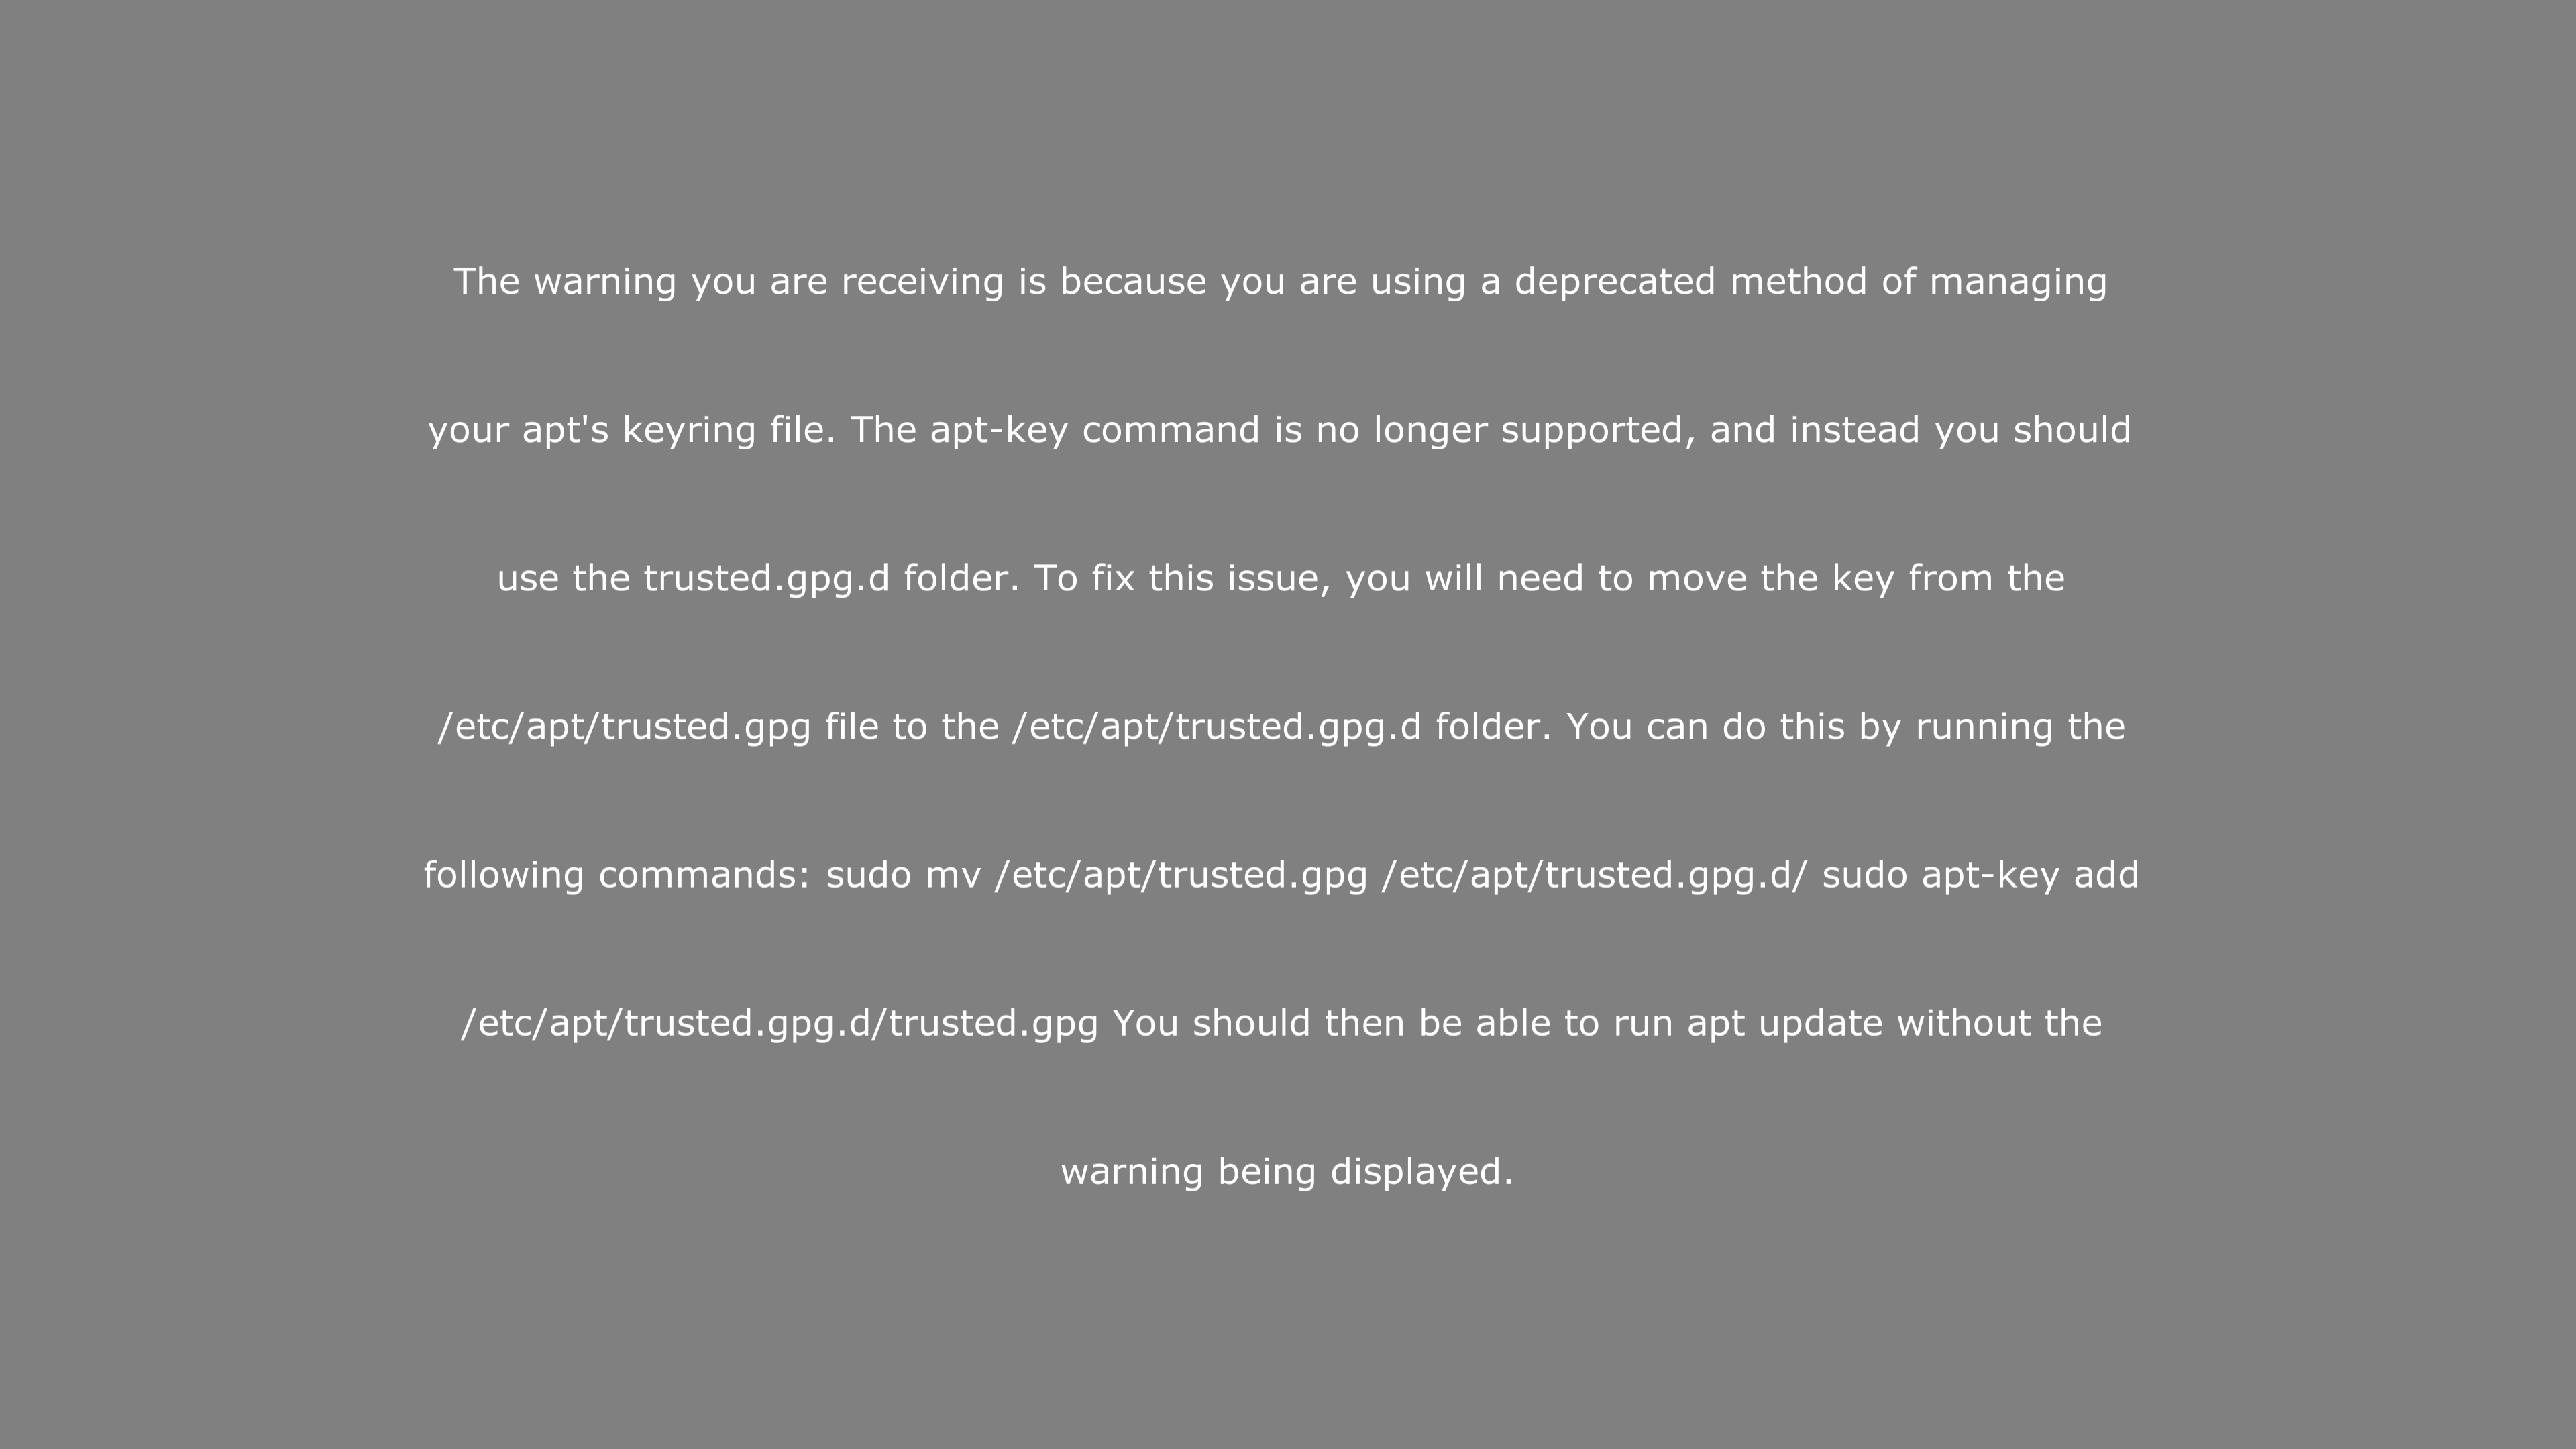 The warning you are receiving is because you are using a deprecated method of managing
your apt's keyring file. The apt-key command is no longer supported, and instead you should
use the trusted.gpg.d folder. To fix this issue, you will need to move the key from the
/etc/apt/trusted.gpg file to the /etc/apt/trusted.gpg.d folder. You can do this by running the
following commands: sudo mv /etc/apt/trusted.gpg /etc/apt/trusted.gpg.d/ sudo apt-key add
/etc/apt/trusted.gpg.d/trusted.gpg You should then be able to run apt update without the
warning being displayed.